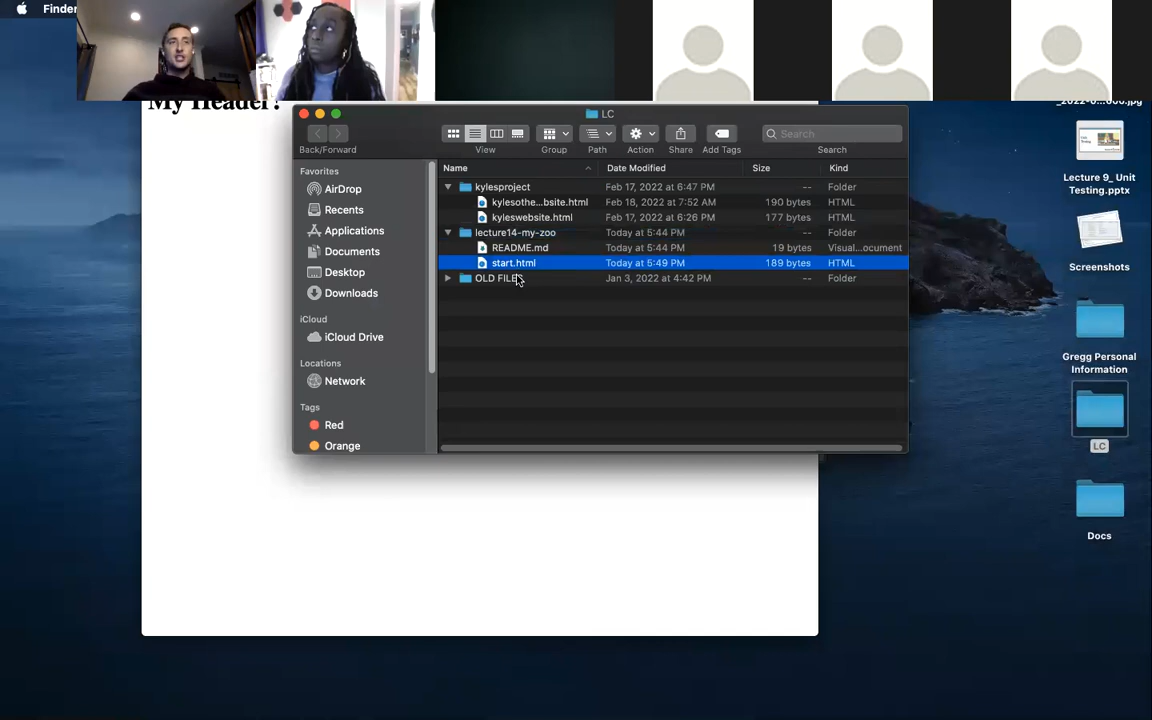 Finder
My Header!
LC
Back/Forward
View
Group
Path
Action
Share
Add Tags
Search
Search
Favorites
AirDrop
Recents
Applications
Documents
Desktop
Downloads
iCloud
iCloud Drive
Locations
Network
Tags
Red
Orange
Name Date Modified Size Kind
kylesproject Feb 17, 2022 at 6:47 PM -- Folder
kylesothe...bsite.html Feb 18, 2022 at 7:52 AM 190 bytes HTML
kyleswebsite.html Feb 17, 2022 at 6:26 PM 177 bytes HTML
lecture14-my-zoo Today at 5:44 PM -- Folder
README.md Today at 5:44 PM 19 bytes Visual...ocument
start.html Today at 5:49 PM 189 bytes HTML
OLD FILES Jan 3, 2022 at 4:42 PM -- Folder
Lecture 9_ Unit
Testing.pptx
Screenshots
Gregg Personal
Information
LC
Docs